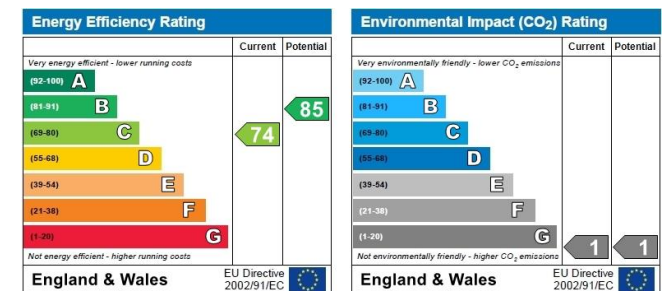 Energy Efficiency Rating
Current Potential
Very energy efficient - lower running costs
(92-100) A
(81-91) B
85
(69-80) C
74
(55-68) D
(39-54) E
(21-38) F
(1-20) G
Not energy efficient - higher running costs
England & Wales
EU Directive
2002/91/EC
Environmental Impact (CO₂) Rating
Current Potential
Very environmentally friendly - lower CO₂ emissions
(92-100) A
(81-91) B
(69-80) C
(55-68) D
(39-54) E
(21-38) F
(1-20) G
1 1
Not environmentally friendly - higher CO₂ emissions
England & Wales
EU Directive
2002/91/EC